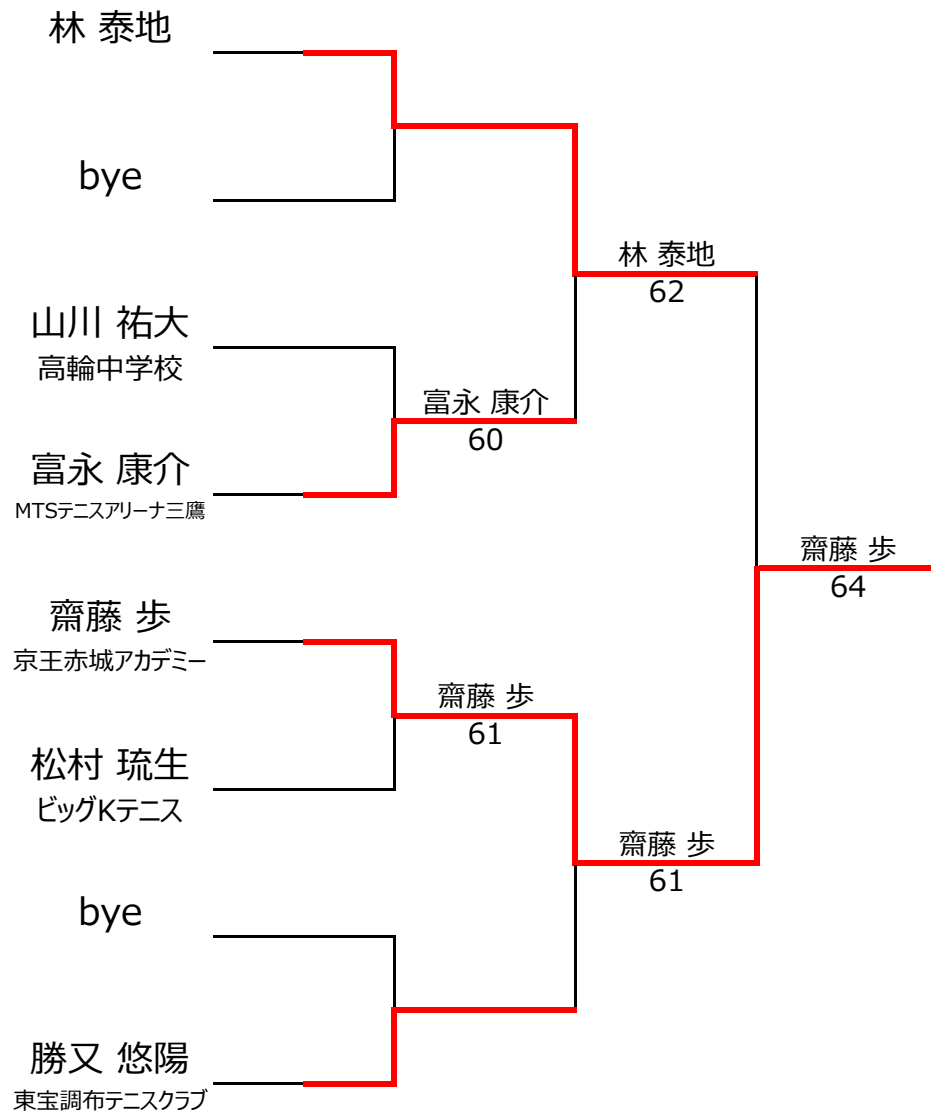 林 泰地
bye
山川 祐大
高輪中学校
富永 康介
MTSテニスアリーナ三鷹
齋藤 歩
京王赤城アカデミー
松村 琉生
ビッグKテニス
bye
勝又 悠陽
東宝調布テニスクラブ
富永 康介
60
齋藤 歩
61
林 泰地
62
齋藤 歩
61
齋藤 歩
64